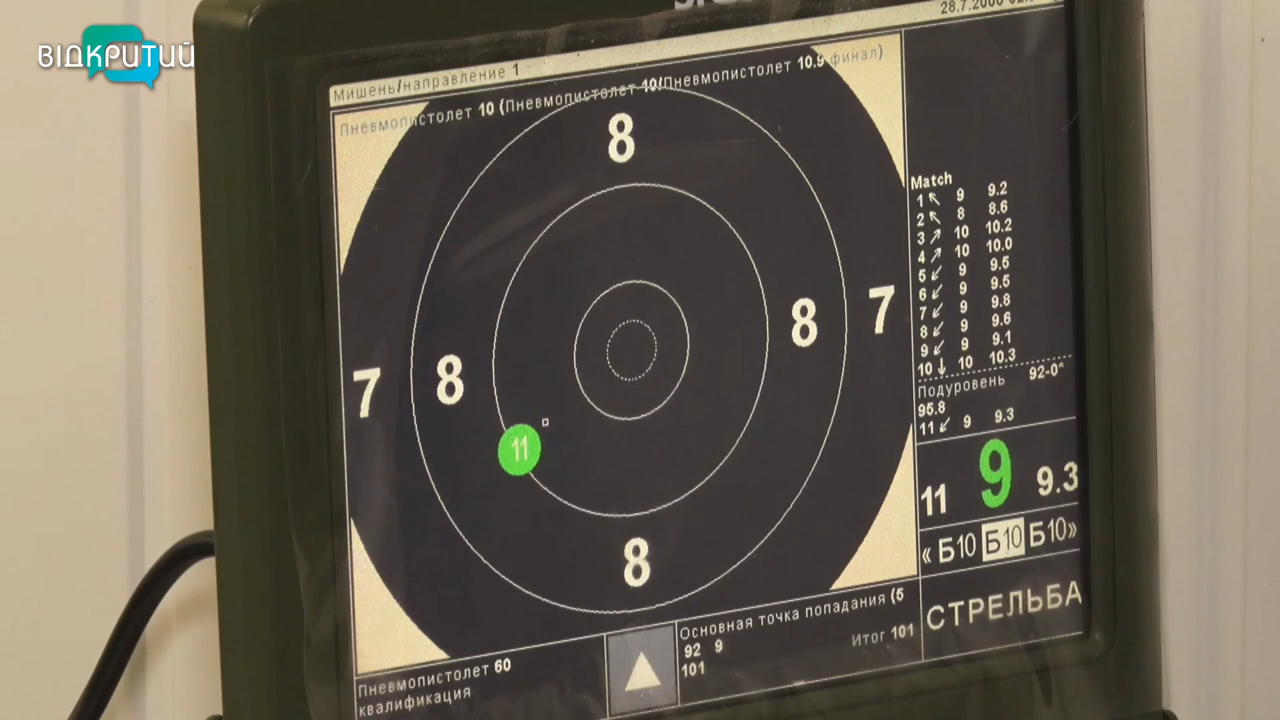 ВІДКРИТИЙ
Мишень/направление 1
Пневмопистолет 10 (Пневмопистолет 10/Пневмопистолет 10.9 финал)
8
7 8 8 7
11
8
Match
1 ↖ 9 9.2
2 ↖ 8 8.6
3 ↗ 10 10.2
4 ↗ 10 10.0
5 ↙ 9 9.5
6 ↙ 9 9.5
7 ↙ 9 9.8
8 ↙ 9 9.6
9 ↙ 9 9.1
10 ↓ 10 10.3
Подуровень 92-0*
95.8
11 ↙ 9 9.3
11 9 9.3
« Б10 Б10 Б10»
СТРЕЛЬБА
Пневмопистолет 60
квалификация
Основная точка попадания (5
92 9
101
Итог 101